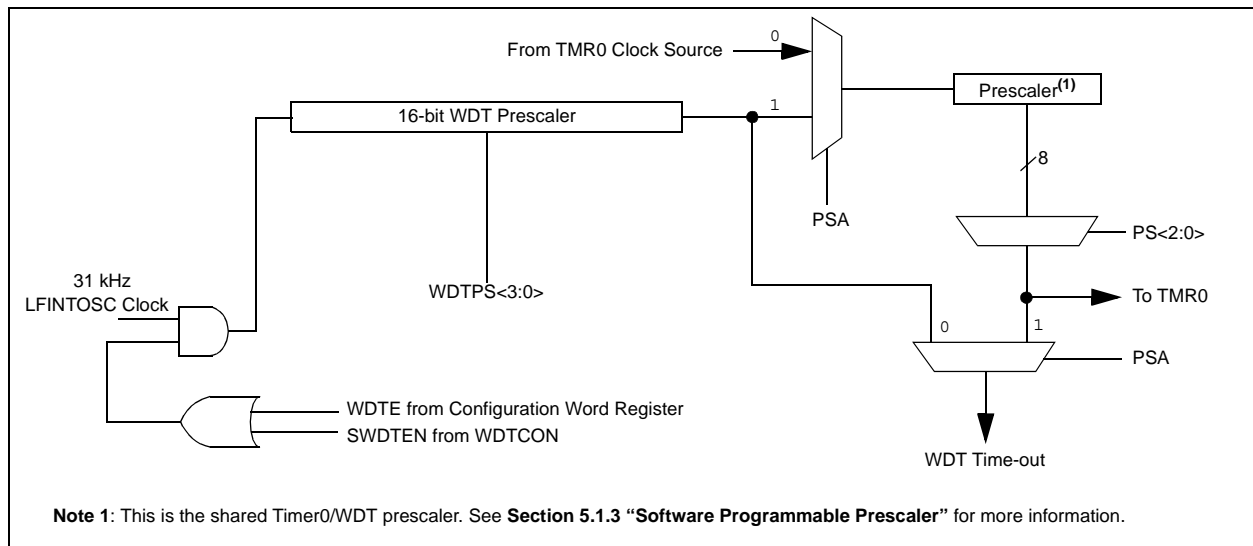 From TMR0 Clock Source
0
Prescaler(1)
16-bit WDT Prescaler
1
8
PSA
PS<2:0>
31 kHz
LFINTOSC Clock
WDTPS<3:0>
To TMR0
0
1
PSA
WDTE from Configuration Word Register
SWDTEN from WDTCON
WDT Time-out
Note 1: This is the shared Timer0/WDT prescaler. See Section 5.1.3 “Software Programmable Prescaler” for more information.